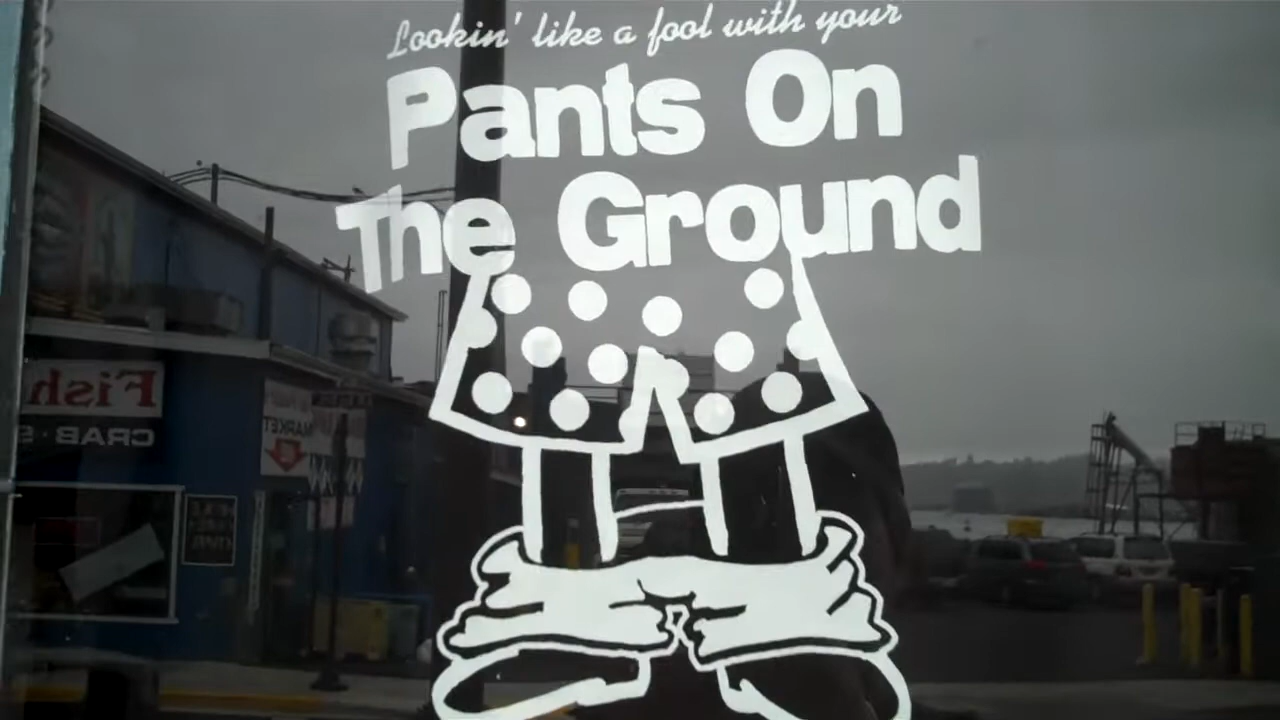 Lookin' like a fool with your
Pants On
The Ground
Fish
CRAB · S
MARKET